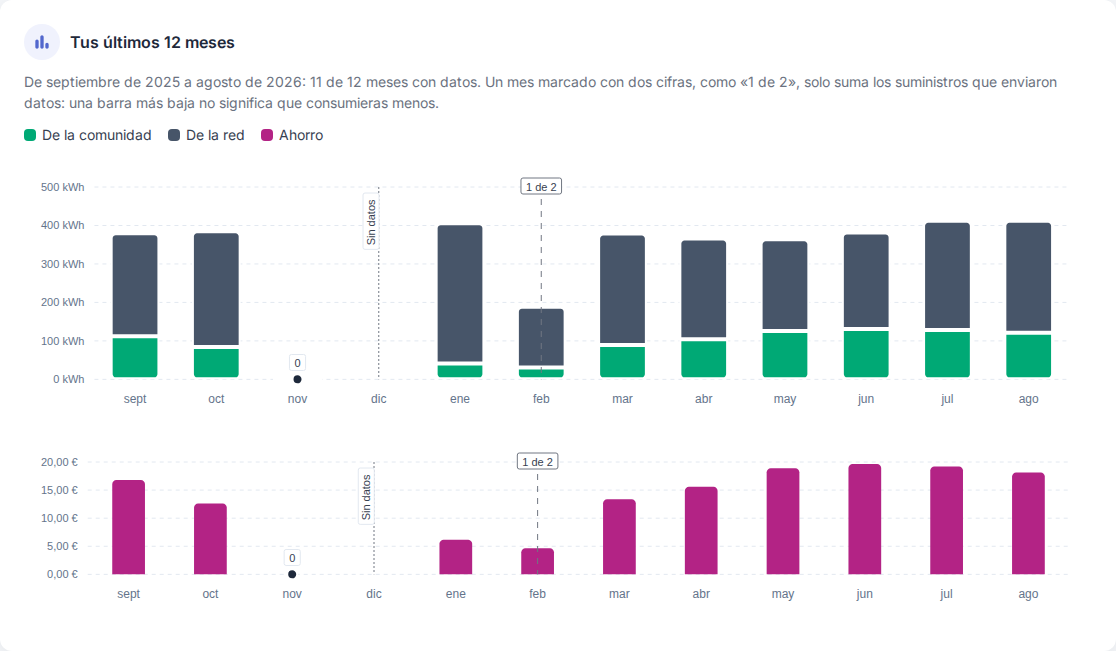 Tus últimos 12 meses
De septiembre de 2025 a agosto de 2026: 11 de 12 meses con datos. Un mes marcado con dos cifras, como «1 de 2», solo suma los suministros que enviaron
datos: una barra más baja no significa que consumieras menos.
De la comunidad De la red Ahorro
500 kWh
400 kWh
300 kWh
200 kWh
100 kWh
0 kWh
0
Sin datos
1 de 2
sept oct nov dic ene feb mar abr may jun jul ago
20,00 €
15,00 €
10,00 €
5,00 €
0,00 €
0
Sin datos
1 de 2
sept oct nov dic ene feb mar abr may jun jul ago